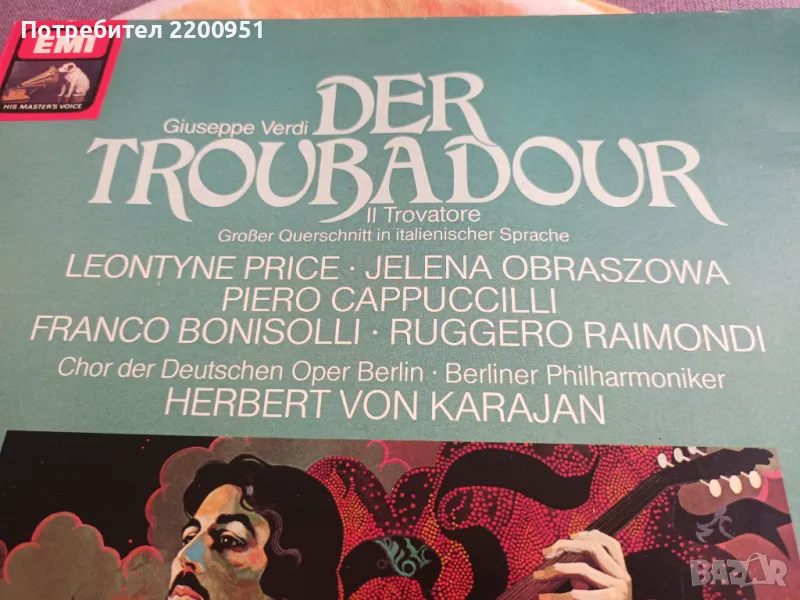 Потребител 2200951
EMI
HIS MASTER'S VOICE
Giuseppe Verdi DER
TROUBADOUR
Il Trovatore
Großer Querschnitt in italienischer Sprache
LEONTYNE PRICE · JELENA OBRASZOWA
PIERO CAPPUCCILLI
FRANCO BONISOLLI · RUGGERO RAIMONDI
Chor der Deutschen Oper Berlin · Berliner Philharmoniker
HERBERT VON KARAJAN
BAZAR